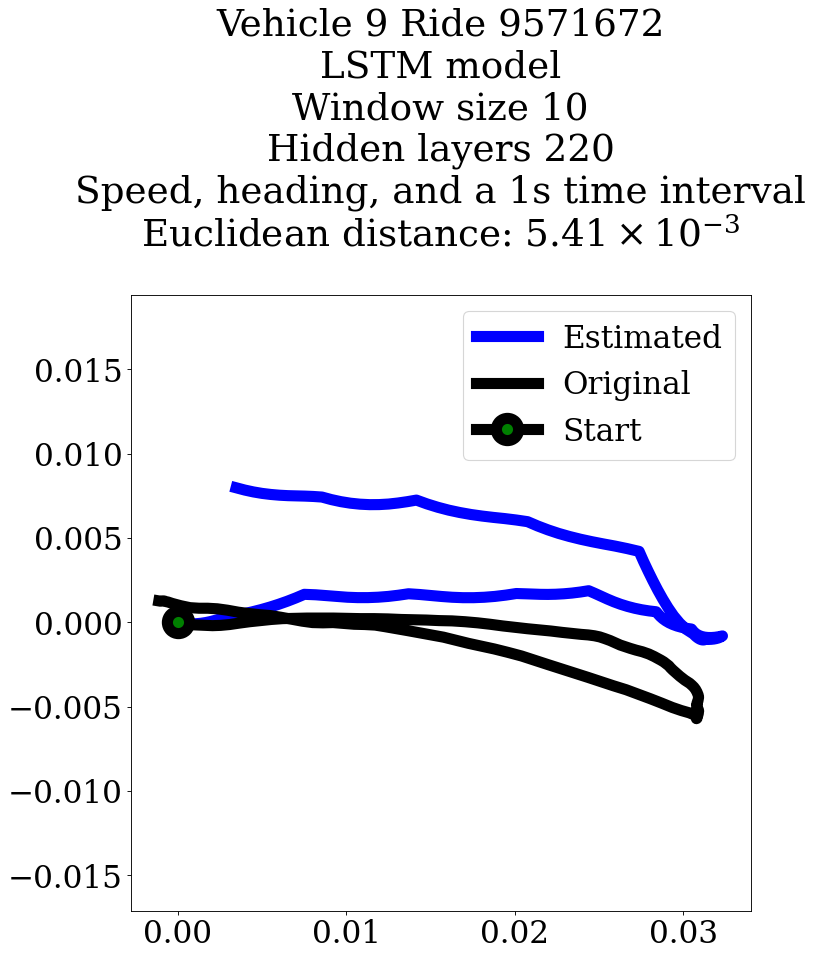 Vehicle 9 Ride 9571672
LSTM model
Window size 10
Hidden layers 220
Speed, heading, and a 1s time interval
Euclidean distance: 5.41 × 10⁻³
Estimated
Original
Start
0.015
0.010
0.005
0.000
−0.005
−0.010
−0.015
0.00 0.01 0.02 0.03